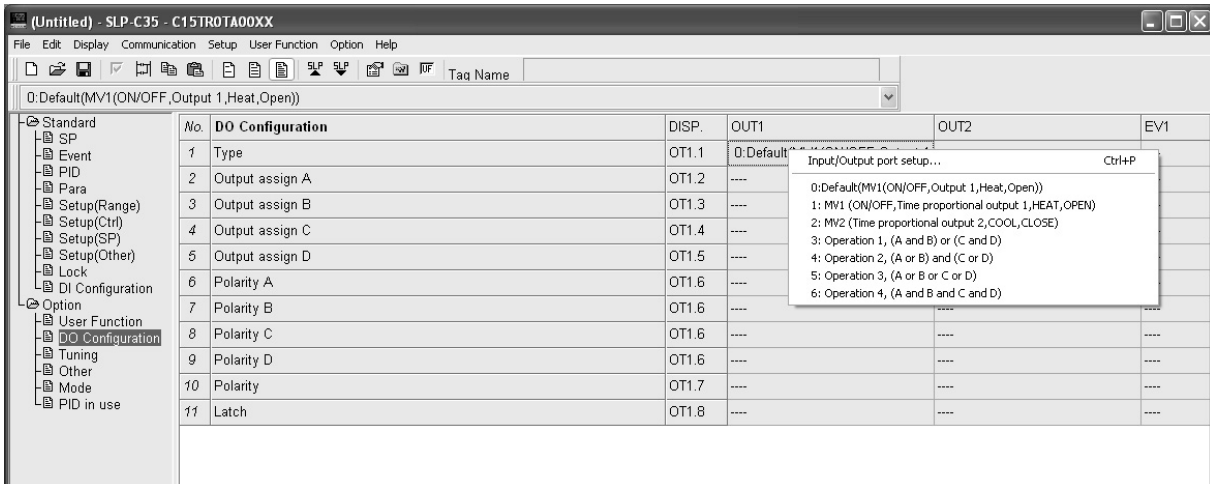 (Untitled) - SLP-C35 - C15TR0TA00XX
File Edit Display Communication Setup User Function Option Help
SLP SLP UF Tag Name
0:Default(MV1(ON/OFF,Output 1,Heat,Open))
Standard
SP
Event
PID
Para
Setup(Range)
Setup(Ctrl)
Setup(SP)
Setup(Other)
Lock
DI Configuration
Option
User Function
DO Configuration
Tuning
Other
Mode
PID in use
No. DO Configuration DISP. OUT1 OUT2 EV1
1 Type OT1.1 0:Default
2 Output assign A OT1.2 ----
3 Output assign B OT1.3 ----
4 Output assign C OT1.4 ----
5 Output assign D OT1.5 ----
6 Polarity A OT1.6 ----
7 Polarity B OT1.6 ---- ---- ----
8 Polarity C OT1.6 ---- ---- ----
9 Polarity D OT1.6 ---- ---- ----
10 Polarity OT1.7 ---- ---- ----
11 Latch OT1.8 ---- ---- ----
Input/Output port setup... Ctrl+P
0:Default(MV1(ON/OFF,Output 1,Heat,Open))
1: MV1 (ON/OFF,Time proportional output 1,HEAT,OPEN)
2: MV2 (Time proportional output 2,COOL,CLOSE)
3: Operation 1, (A and B) or (C and D)
4: Operation 2, (A or B) and (C or D)
5: Operation 3, (A or B or C or D)
6: Operation 4, (A and B and C and D)